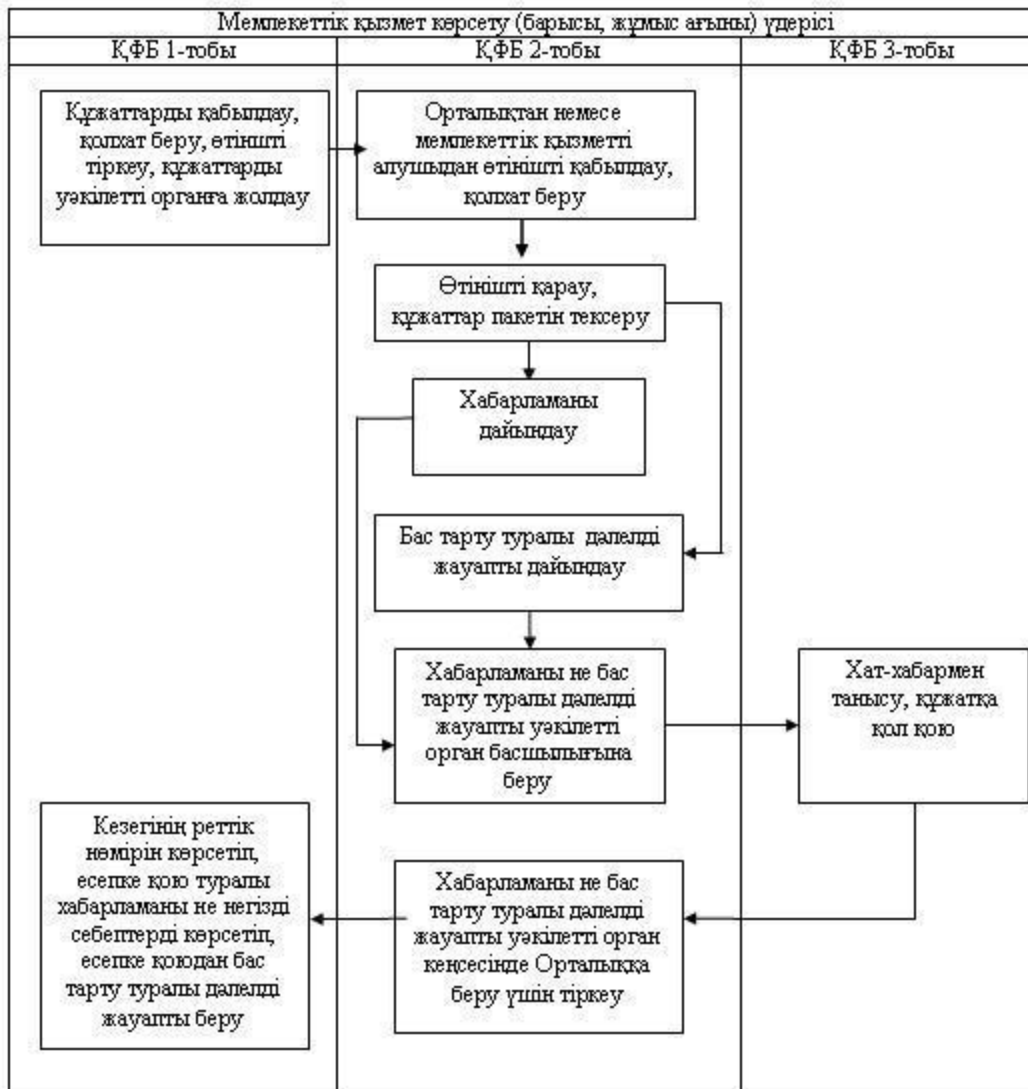 Мемлекеттік қызмет көрсету (барысы, жұмыс ағыны) үдерісі
ҚФБ 1-тобы
ҚФБ 2-тобы
ҚФБ 3-тобы
Құжаттарды қабылдау,
қолхат беру, өтінішті
тіркеу, құжаттарды
уәкілетті органға жолдау
Орталықтан немесе
мемлекеттік қызметті
алушыдан өтінішті қабылдау,
қолхат беру
Өтінішті қарау,
құжаттар пакетін тексеру
Хабарламаны
дайындау
Бас тарту туралы дәлелді
жауапты дайындау
Хабарламаны не бас
тарту туралы дәлелді
жауапты уәкілетті
орган басшылығына
беру
Хат-хабармен
танысу, құжатқа
қол қою
Кезегінің реттік
нөмірін көрсетіп,
есепке қою туралы
хабарламаны не негізді
себептерді көрсетіп,
есепке қоюдан бас
тарту туралы дәлелді
жауапты беру
Хабарламаны не бас
тарту туралы дәлелді
жауапты уәкілетті орган
кеңсесінде Орталыққа
беру үшін тіркеу